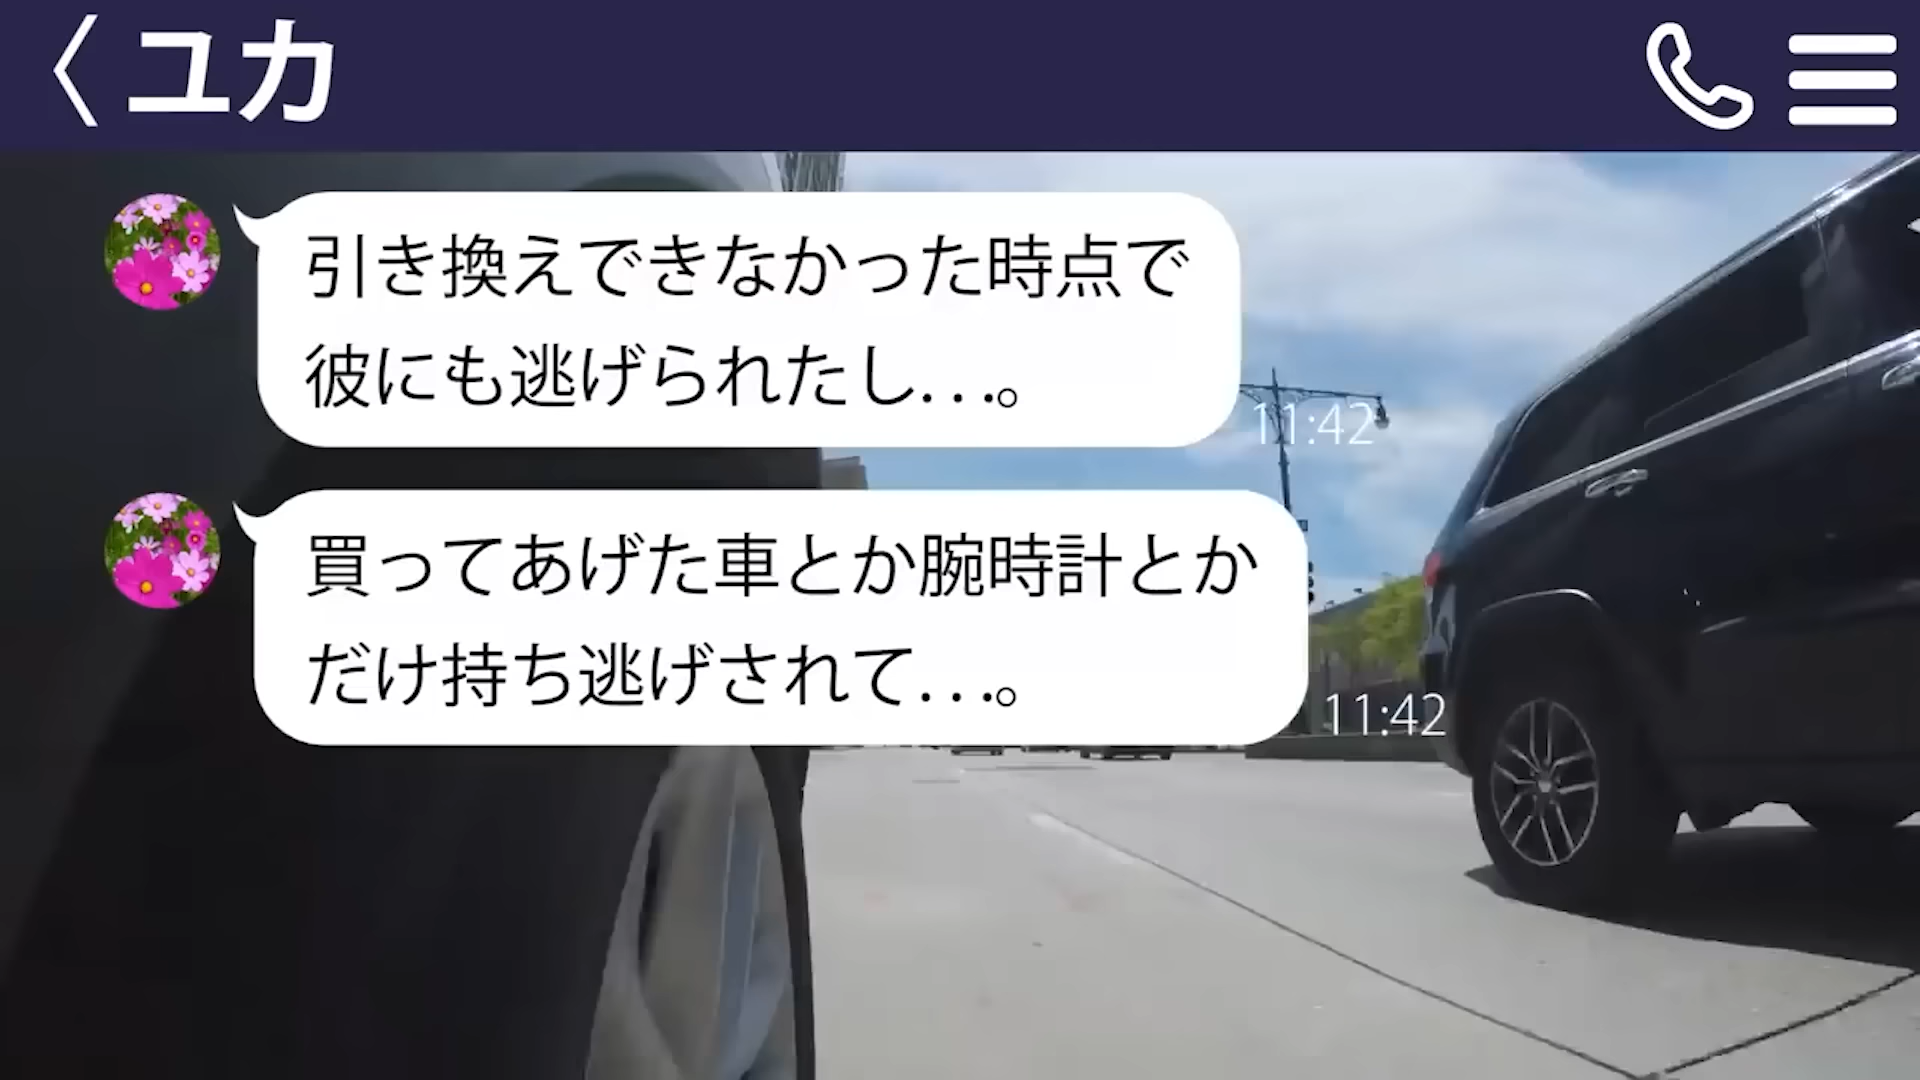 ユカ
引き換えできなかった時点で
彼にも逃げられたし…。
11:42
買ってあげた車とか腕時計とか
だけ持ち逃げされて…。
11:42